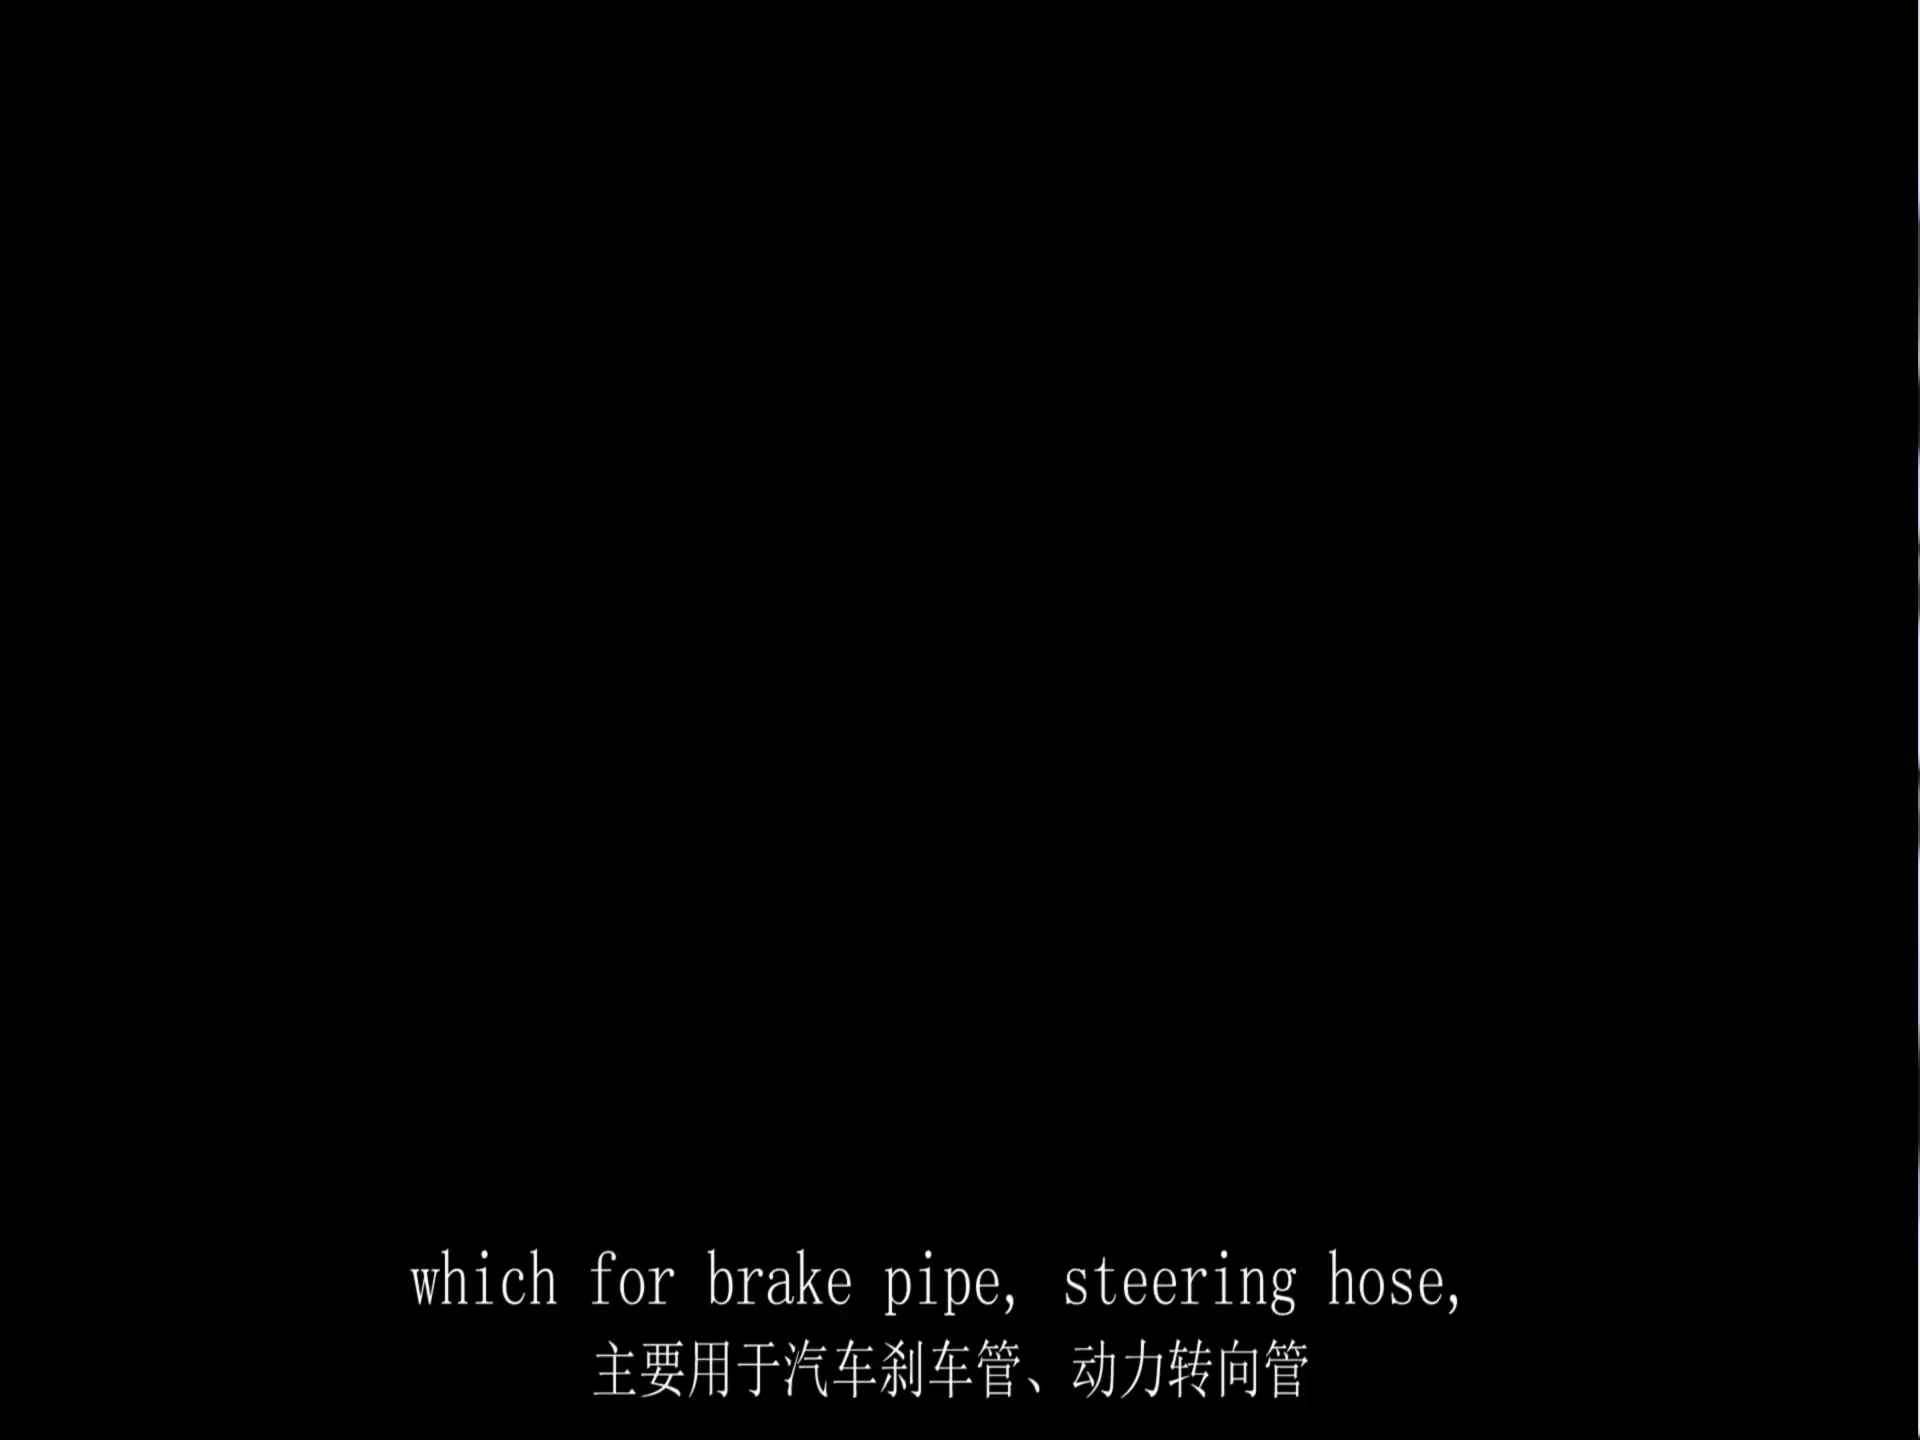 which for brake pipe, steering hose,
主要用于汽车刹车管、动力转向管